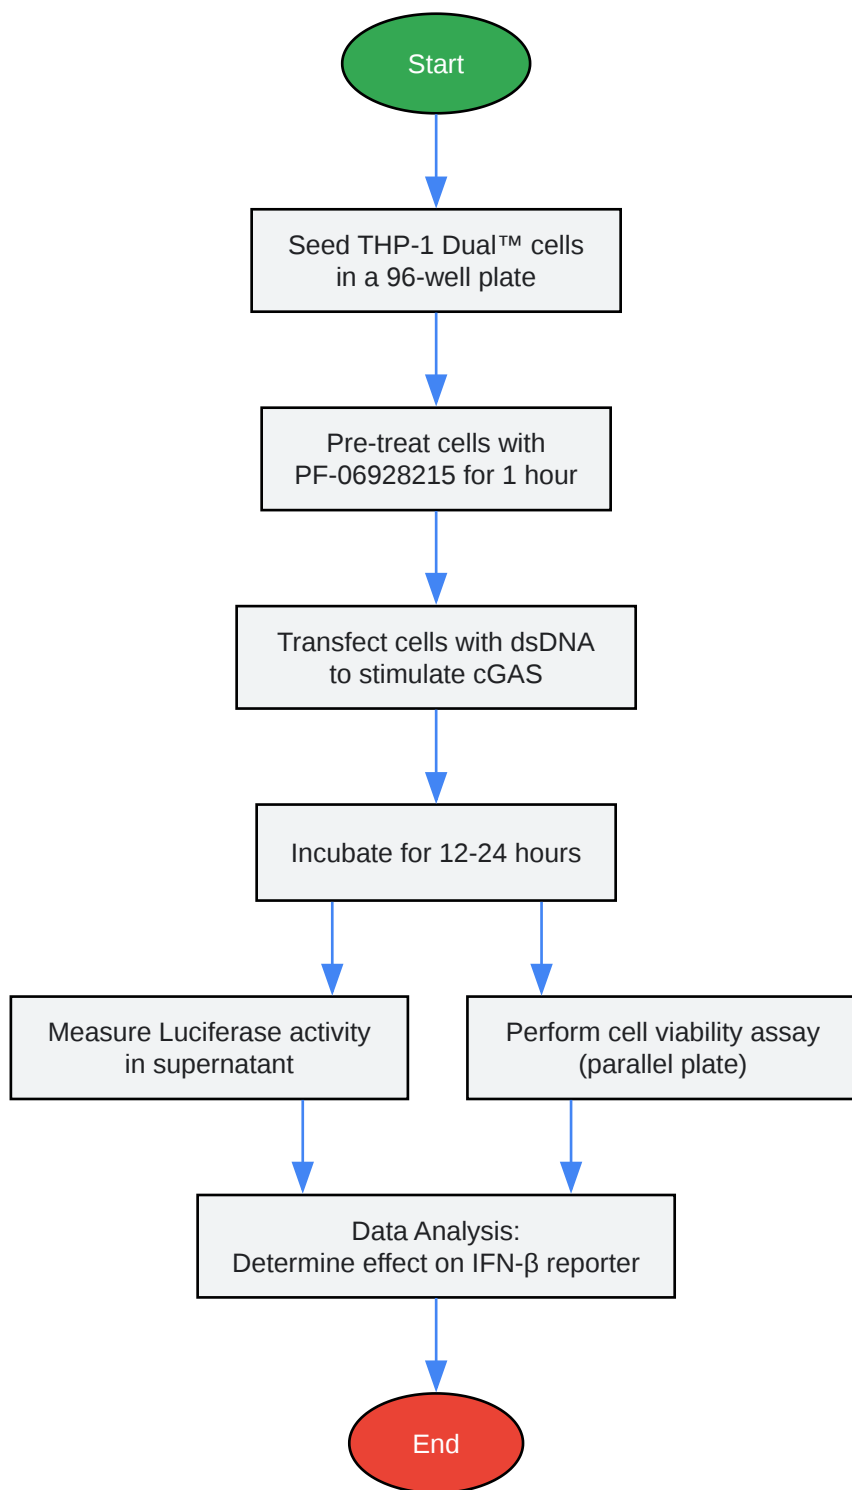 Start
Seed THP-1 Dual™ cells
in a 96-well plate
Pre-treat cells with
PF-06928215 for 1 hour
Transfect cells with dsDNA
to stimulate cGAS
Incubate for 12-24 hours
Measure Luciferase activity
in supernatant
Perform cell viability assay
(parallel plate)
Data Analysis:
Determine effect on IFN-β reporter
End